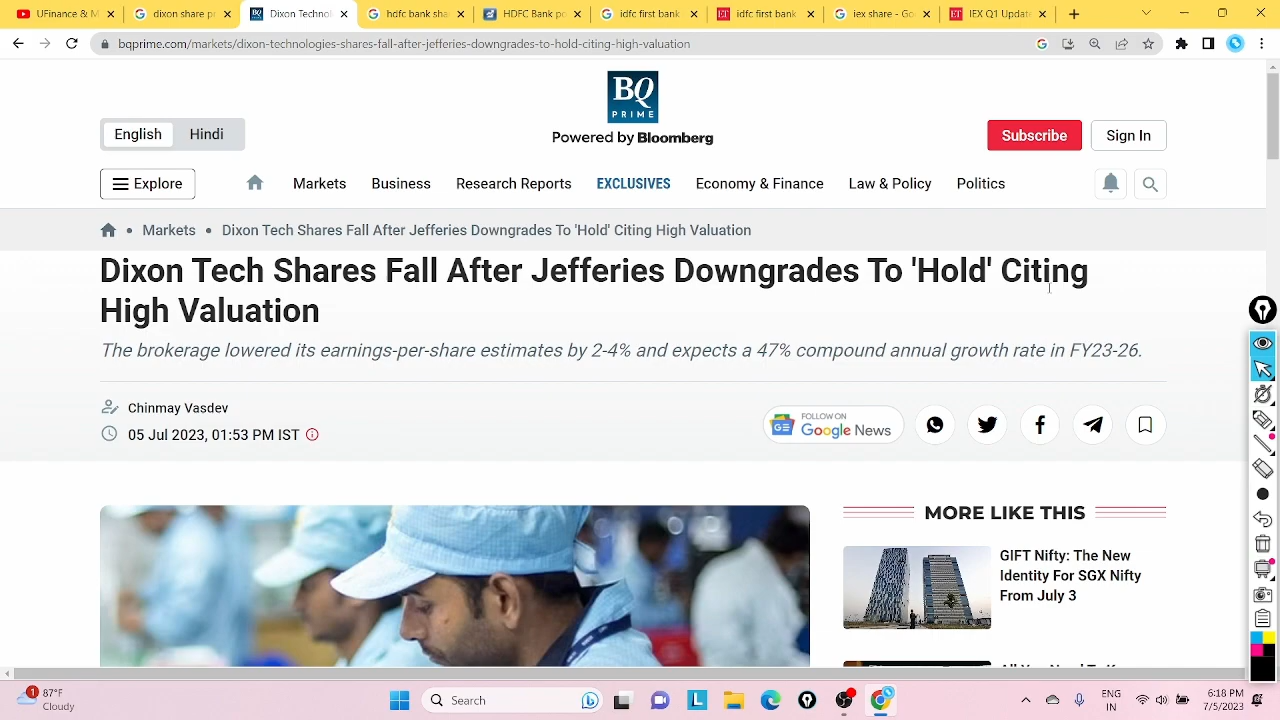 UFinance & M
dixon share pr
Dixon Technol
hdfc bank sha
HDFC Bank po
idfc first bank
idfc first bank
iex share - Go
IEX Q1 Update
bqprime.com/markets/dixon-technologies-shares-fall-after-jefferies-downgrades-to-hold-citing-high-valuation
BQ
PRIME
Powered by Bloomberg
English
Hindi
Subscribe
Sign In
Explore
Markets
Business
Research Reports
EXCLUSIVES
Economy & Finance
Law & Policy
Politics
Markets
Dixon Tech Shares Fall After Jefferies Downgrades To 'Hold' Citing High Valuation
Dixon Tech Shares Fall After Jefferies Downgrades To 'Hold' Citing
High Valuation
The brokerage lowered its earnings-per-share estimates by 2-4% and expects a 47% compound annual growth rate in FY23-26.
Chinmay Vasdev
05 Jul 2023, 01:53 PM IST
FOLLOW ON
GE Google News
MORE LIKE THIS
GIFT Nifty: The New
Identity For SGX Nifty
From July 3
1
87°F
Cloudy
Search
L
ENG
IN
6:18 PM
7/5/2023